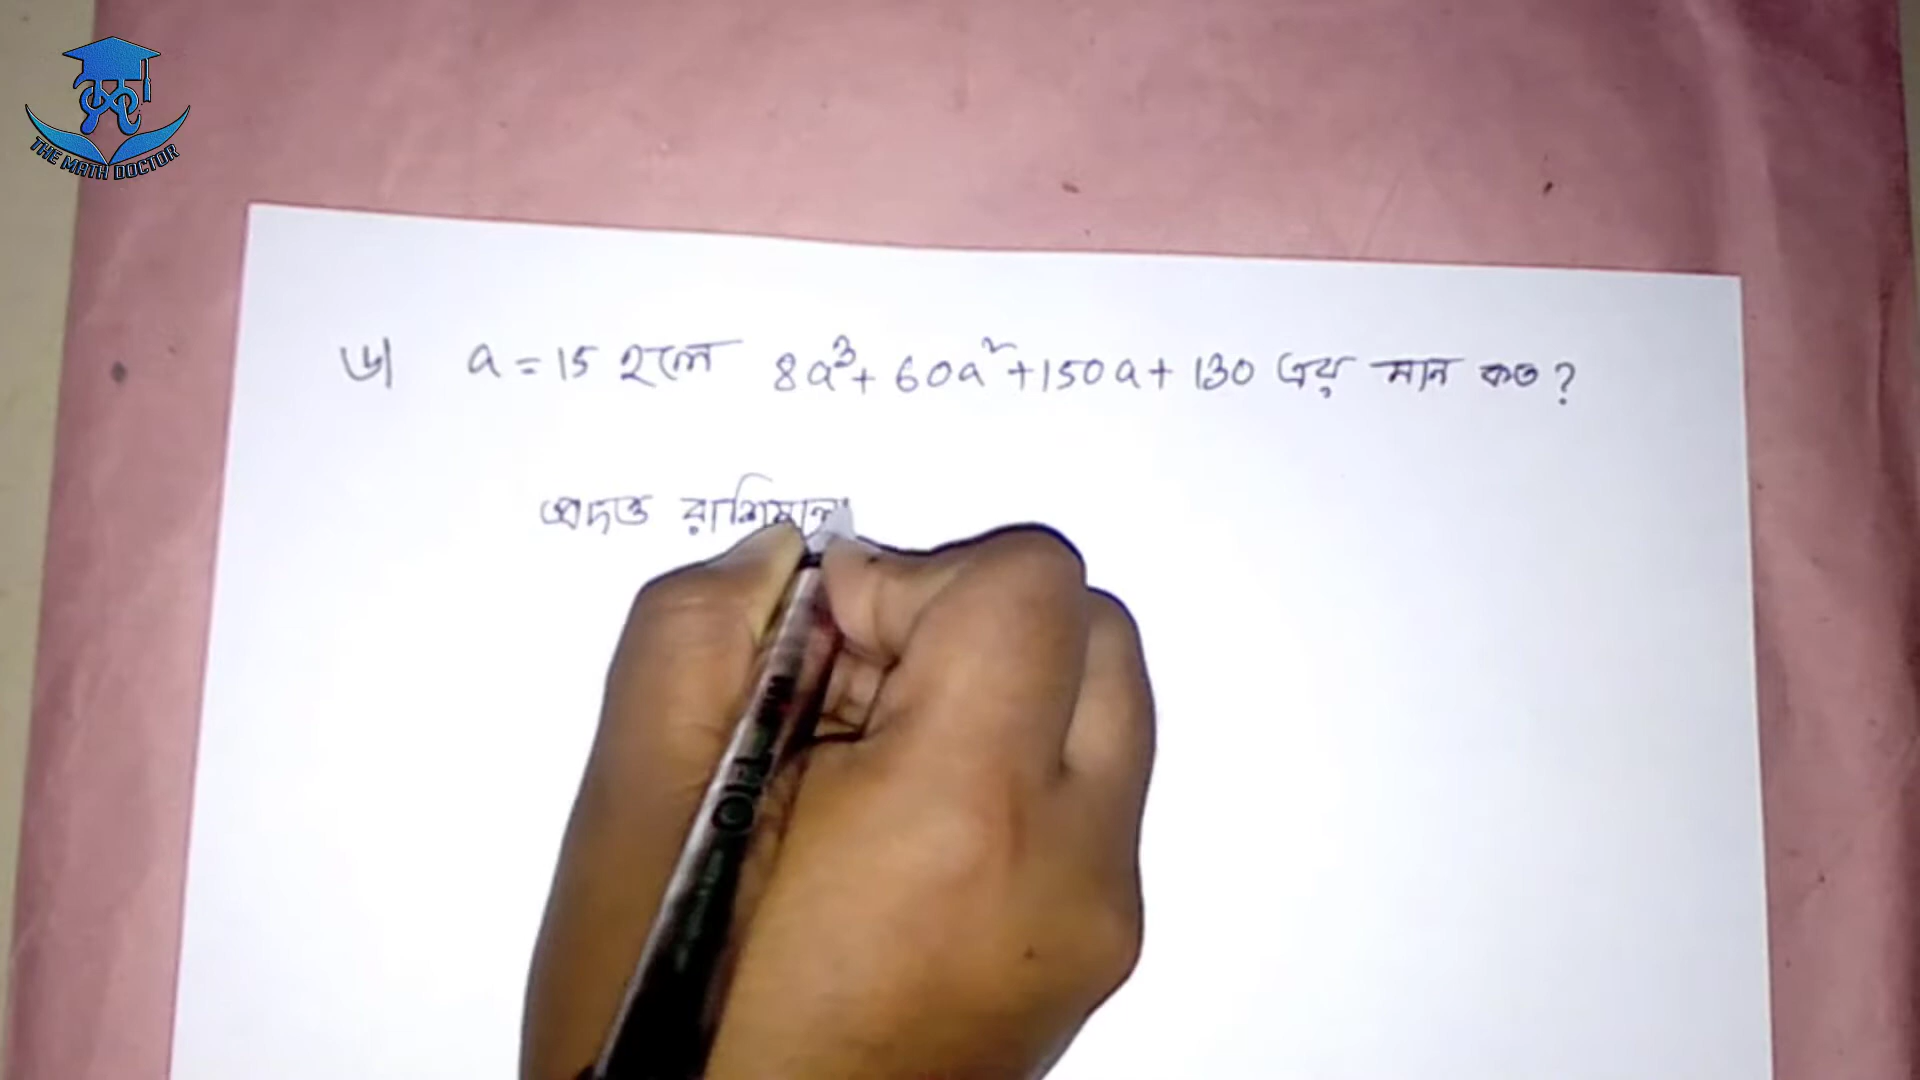 THE MATH DOCTOR
৬। a = 15 হলে 8a³ + 60a² + 150a + 130 এর মান কত ?
প্রদত্ত রাশিমালা